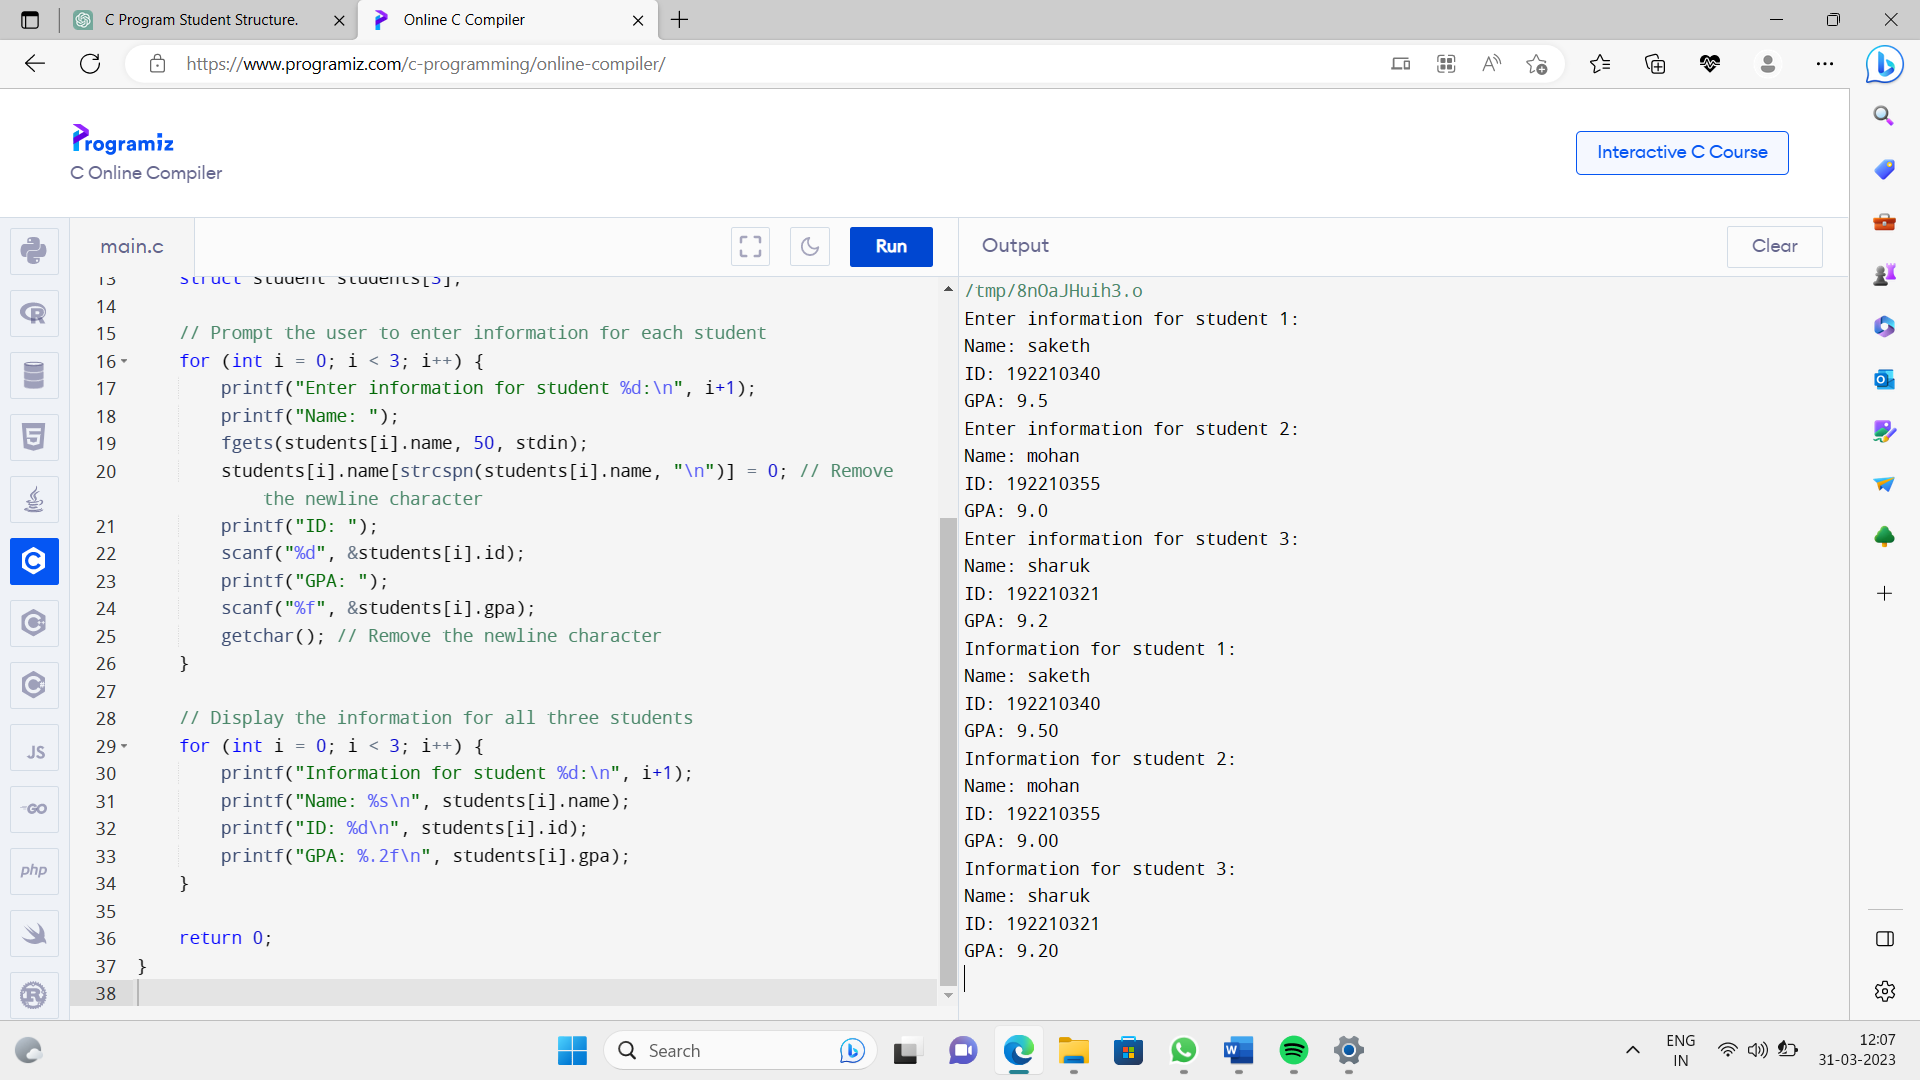 C Program Student Structure.
Online C Compiler
https://www.programiz.com/c-programming/online-compiler/
Programiz
C Online Compiler
Interactive C Course
main.c
Run
Output
Clear
13 struct student students[3];
14
15 // Prompt the user to enter information for each student
16 for (int i = 0; i < 3; i++) {
17 printf("Enter information for student %d:\n", i+1);
18 printf("Name: ");
19 fgets(students[i].name, 50, stdin);
20 students[i].name[strcspn(students[i].name, "\n")] = 0; // Remove
the newline character
21 printf("ID: ");
22 scanf("%d", &students[i].id);
23 printf("GPA: ");
24 scanf("%f", &students[i].gpa);
25 getchar(); // Remove the newline character
26 }
27
28 // Display the information for all three students
29 for (int i = 0; i < 3; i++) {
30 printf("Information for student %d:\n", i+1);
31 printf("Name: %s\n", students[i].name);
32 printf("ID: %d\n", students[i].id);
33 printf("GPA: %.2f\n", students[i].gpa);
34 }
35
36 return 0;
37 }
38
/tmp/8nOaJHuih3.o
Enter information for student 1:
Name: saketh
ID: 192210340
GPA: 9.5
Enter information for student 2:
Name: mohan
ID: 192210355
GPA: 9.0
Enter information for student 3:
Name: sharuk
ID: 192210321
GPA: 9.2
Information for student 1:
Name: saketh
ID: 192210340
GPA: 9.50
Information for student 2:
Name: mohan
ID: 192210355
GPA: 9.00
Information for student 3:
Name: sharuk
ID: 192210321
GPA: 9.20
JS
GO
php
Search
ENG
IN
12:07
31-03-2023